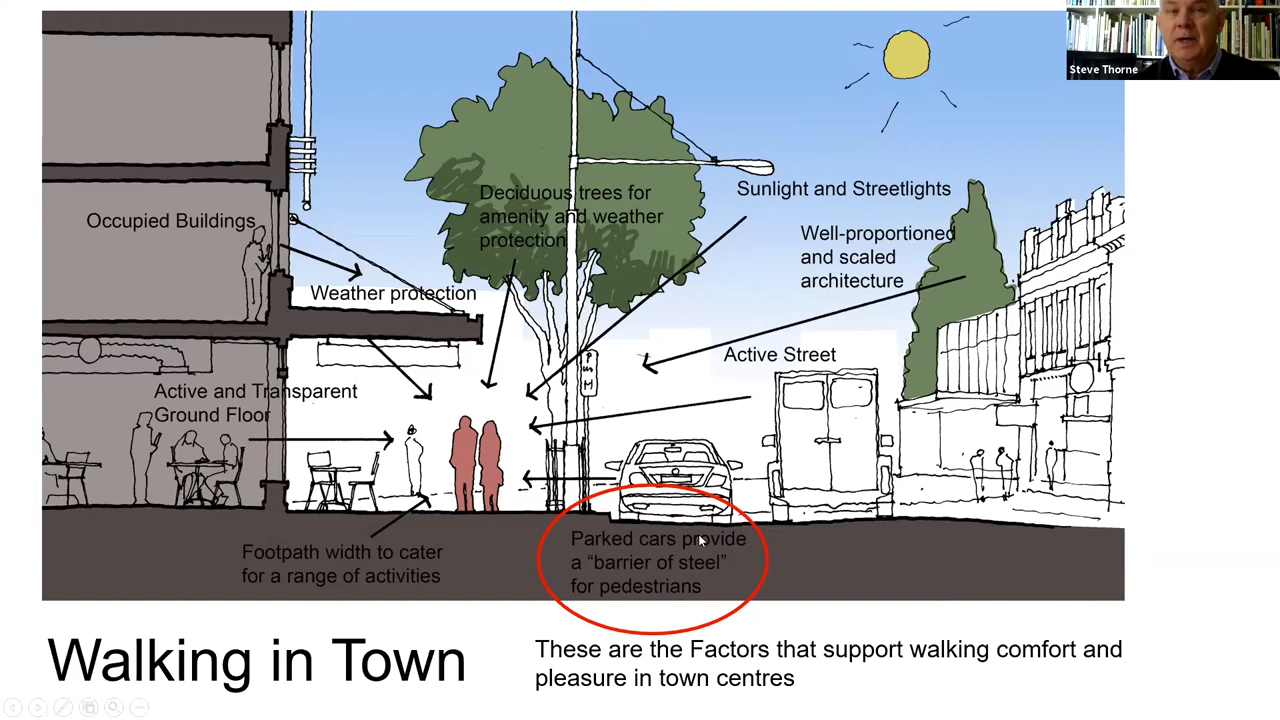 Steve Thorne
Deciduous trees for
amenity and weather
protection
Sunlight and Streetlights
Occupied Buildings
Well-proportioned
and scaled
architecture
Weather protection
Active Street
P
M
Active and Transparent
Ground Floor
Footpath width to cater
for a range of activities
Parked cars provide
a “barrier of steel”
for pedestrians
Walking in Town
These are the Factors that support walking comfort and
pleasure in town centres